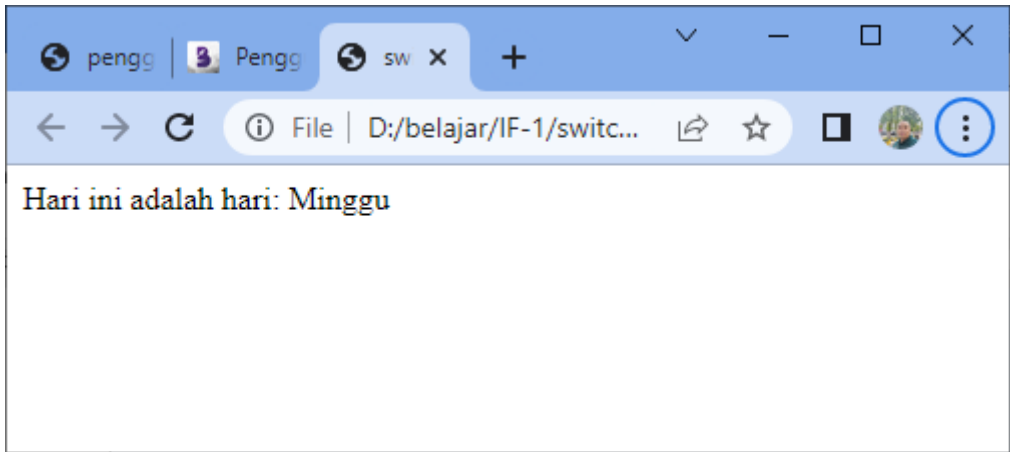 pengg
Pengg
sw
File
D:/belajar/IF-1/switc...
Hari ini adalah hari: Minggu